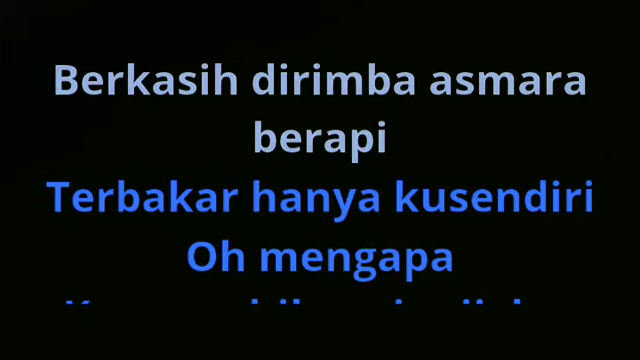 Berkasih dirimba asmara
berapi
Terbakar hanya kusendiri
Oh mengapa